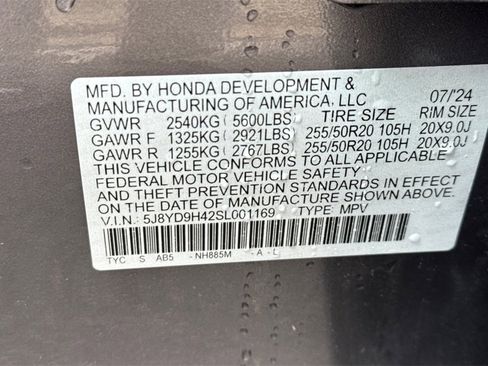 MFD. BY HONDA DEVELOPMENT &
MANUFACTURING OF AMERICA, LLC 07/'24
GVWR 2540KG (5600LBS) TIRE SIZE RIM SIZE
GAWR F 1325KG (2921LBS) 255/50R20 105H 20X9.0J
GAWR R 1255KG (2767LBS) 255/50R20 105H 20X9.0J
THIS VEHICLE CONFORMS TO ALL APPLICABLE
FEDERAL MOTOR VEHICLE SAFETY
AND THEFT PREVENTION STANDARDS IN EFFECT
ON THE DATE OF MANUFACTURE SHOWN ABOVE.
V.I.N.: 5J8YD9H42SL001169 TYPE: MPV
TYC S AB5 -NH885M -A-L